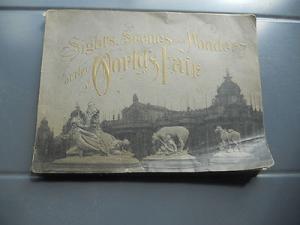 Sights, Scenes and Wonders
at the World's Fair